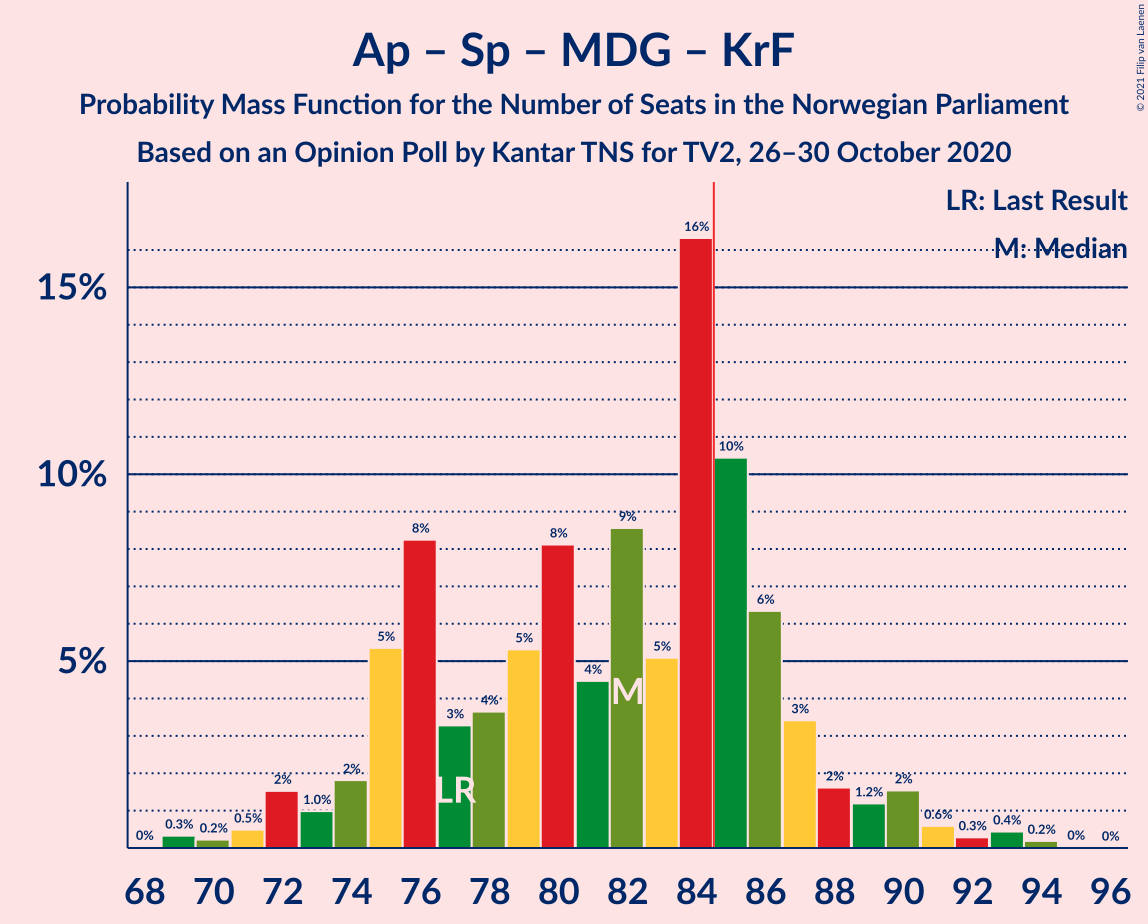 Ap – Sp – MDG – KrF
Probability Mass Function for the Number of Seats in the Norwegian Parliament
Based on an Opinion Poll by Kantar TNS for TV2, 26–30 October 2020
© 2021 Filip van Laenen
LR: Last Result
M: Median
15%
10%
5%
0% 0.3% 0.2% 0.5% 2% 1.0% 2% 5% 8% 3% 4% 5% 8% 4% 9% 5% 16% 10% 6% 3% 2% 1.2% 2% 0.6% 0.3% 0.4% 0.2% 0% 0%
M
LR
68 70 72 74 76 78 80 82 84 86 88 90 92 94 96